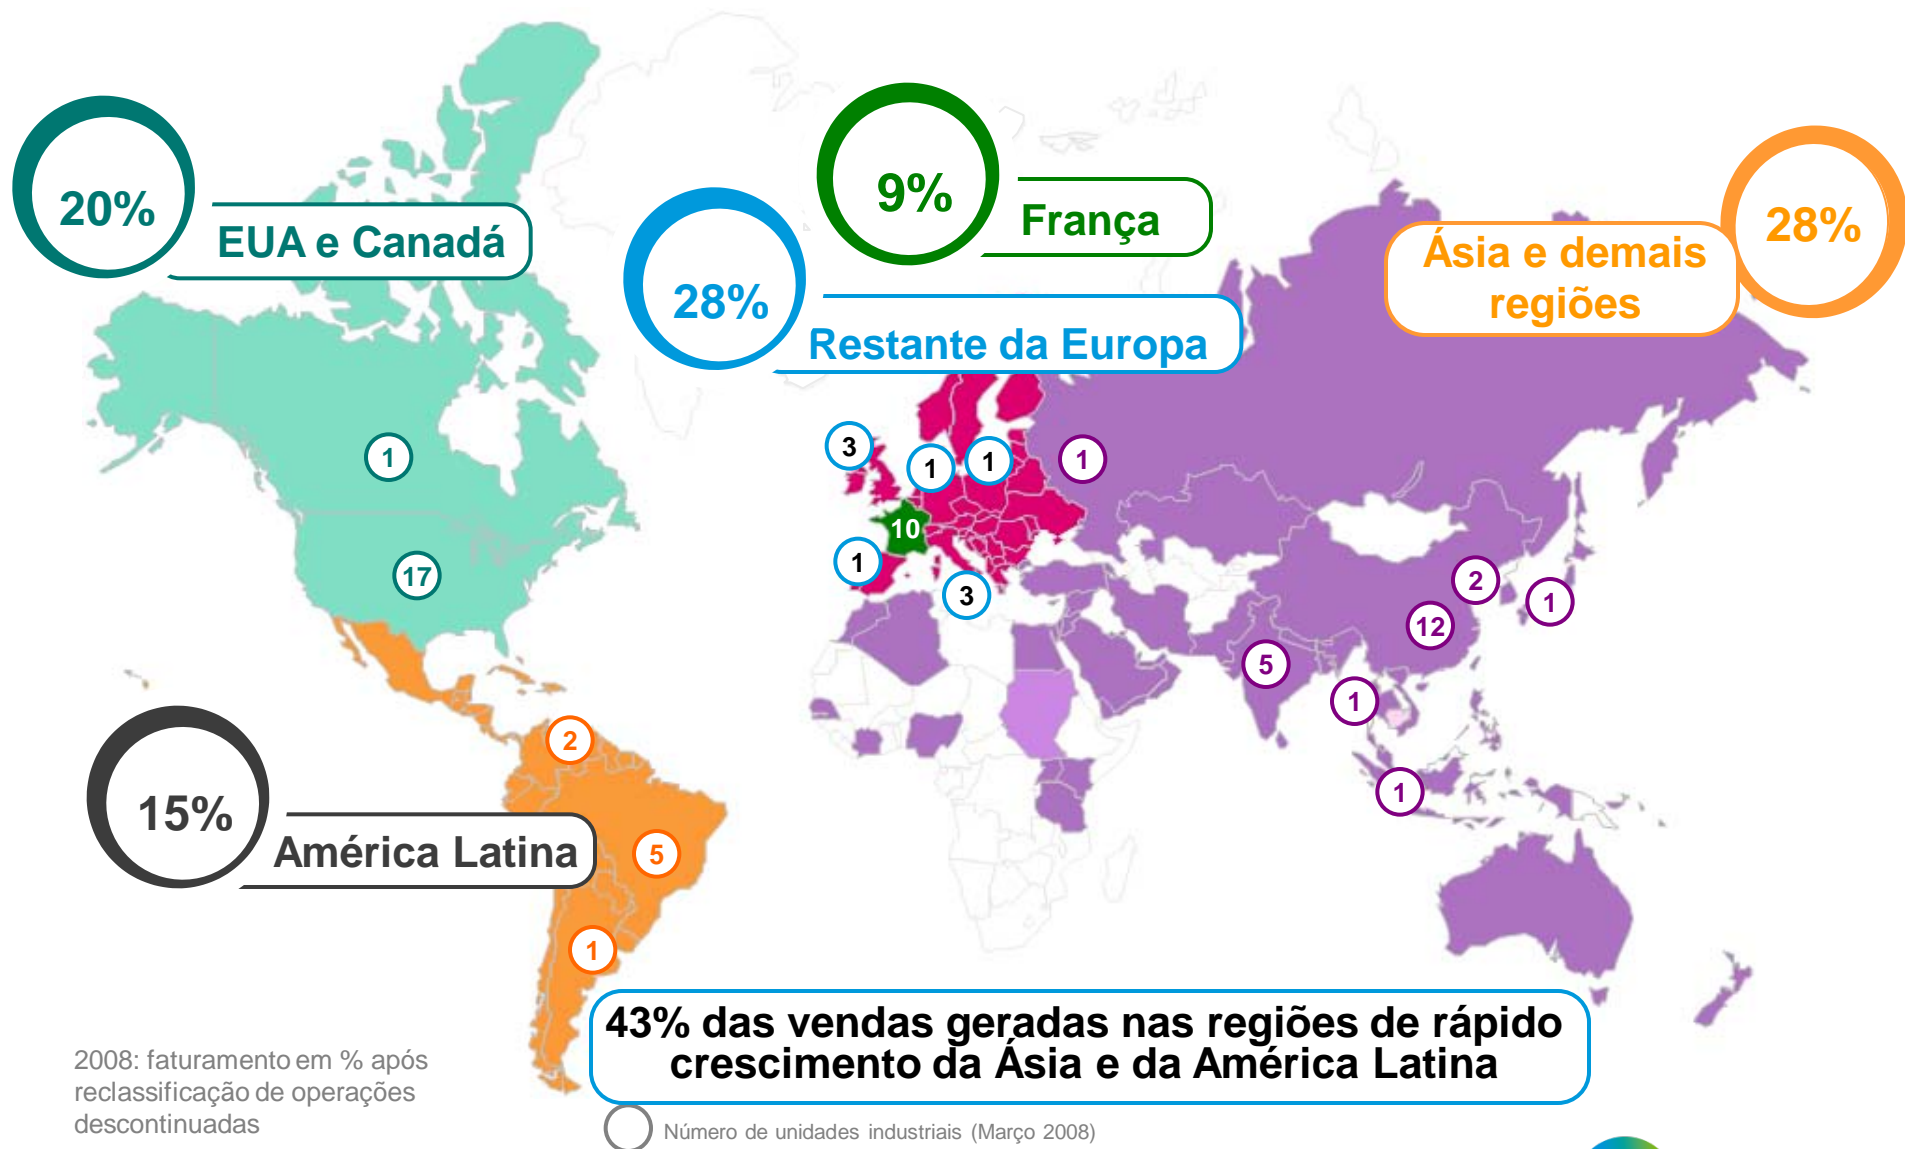 20%
EUA e Canadá
9%
França
28%
Restante da Europa
28%
Ásia e demais
regiões
3
1
1
1
1
10
17
1
3
2
1
12
5
1
2
1
15%
América Latina
5
1
43% das vendas geradas nas regiões de rápido
crescimento da Ásia e da América Latina
2008: faturamento em % após
reclassificação de operações
descontinuadas
Número de unidades industriais (Março 2008)